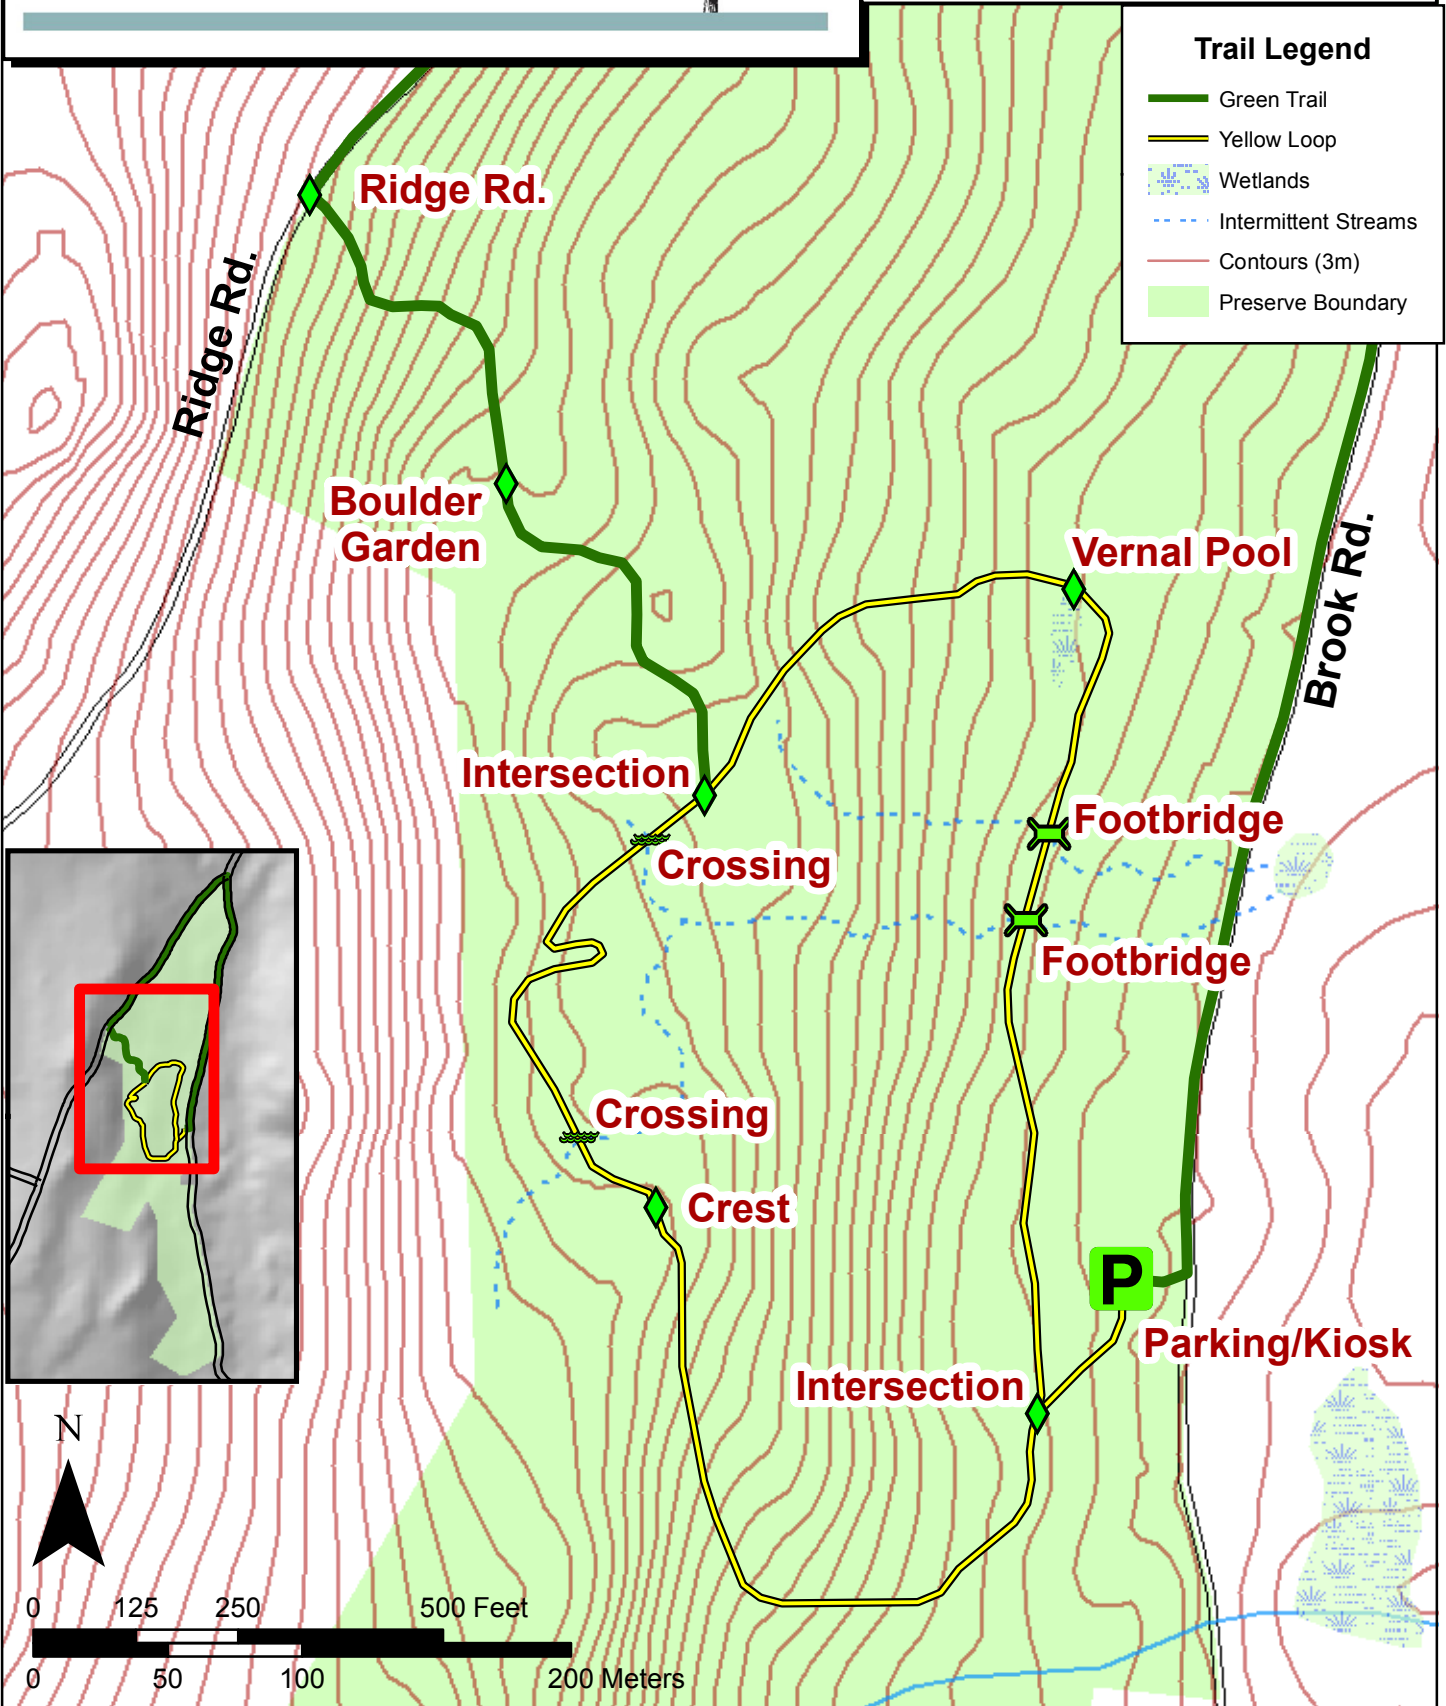 Trail Legend
Green Trail
Yellow Loop
Wetlands
Intermittent Streams
Contours (3m)
Preserve Boundary
Ridge Rd.
Ridge Rd.
Boulder
Garden
Vernal Pool
Brook Rd.
Intersection
Footbridge
Crossing
Footbridge
Crossing
Crest
P
Parking/Kiosk
Intersection
N
0 125 250 500 Feet
0 50 100 200 Meters